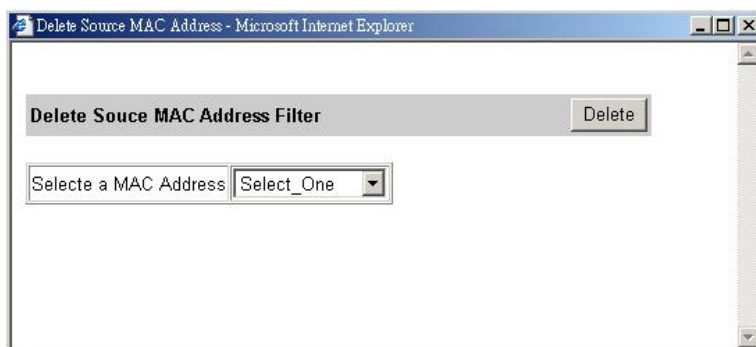 Delete Source MAC Address - Microsoft Internet Explorer
Delete Souce MAC Address Filter
Delete
Selecte a MAC Address
Select_One